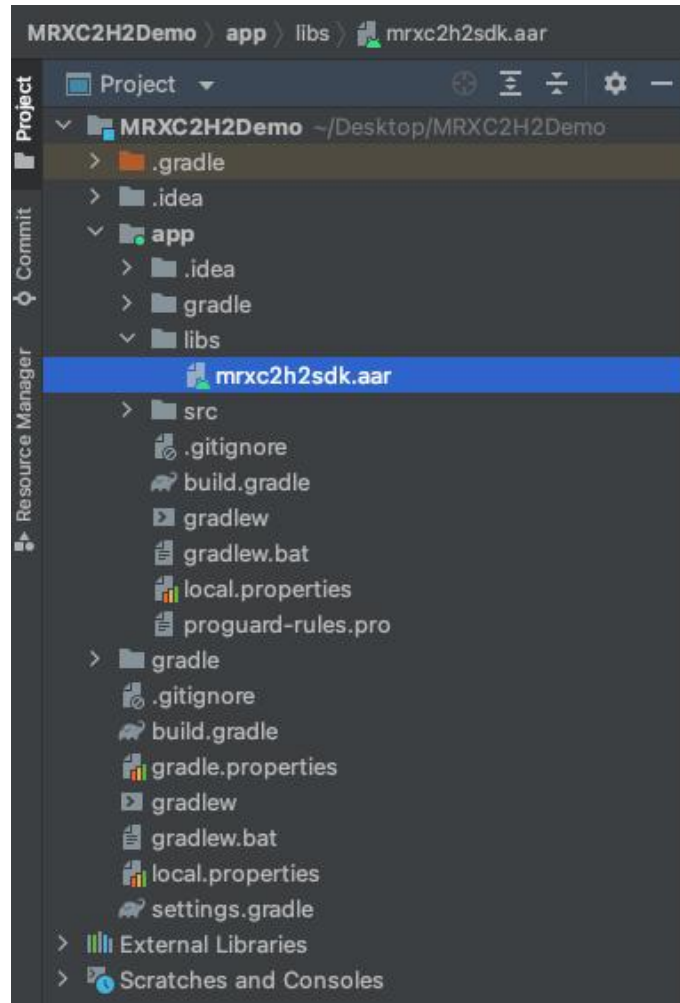 MRXC2H2Demo app libs mrxc2h2sdk.aar
Project
Commit
Resource Manager
Project
MRXC2H2Demo ~/Desktop/MRXC2H2Demo
.gradle
.idea
app
.idea
gradle
libs
mrxc2h2sdk.aar
src
.gitignore
build.gradle
gradlew
gradlew.bat
local.properties
proguard-rules.pro
gradle
.gitignore
build.gradle
gradle.properties
gradlew
gradlew.bat
local.properties
settings.gradle
External Libraries
Scratches and Consoles